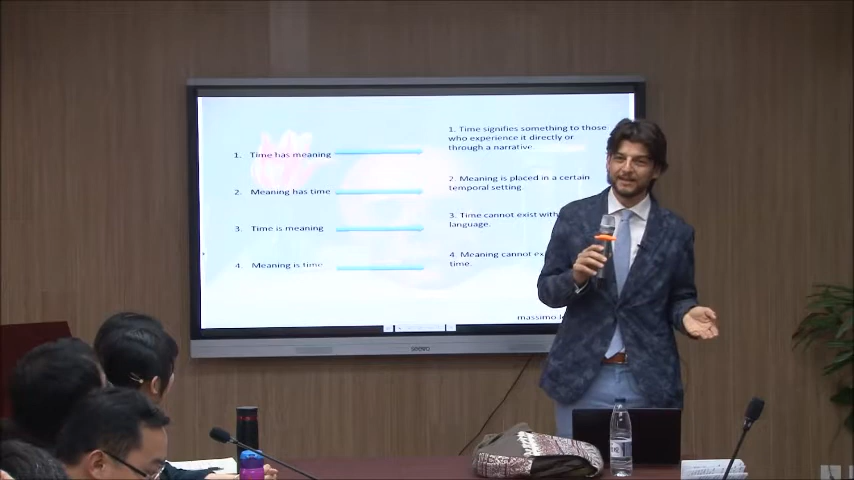 1. Time has meaning
2. Meaning has time
3. Time is meaning
4. Meaning is time
1. Time signifies something to those
who experience it directly or
through a narrative.
2. Meaning is placed in a certain
temporal setting.
3. Time cannot exist with
language.
4 Meaning cannot ex
time.
massimo.le
seewo